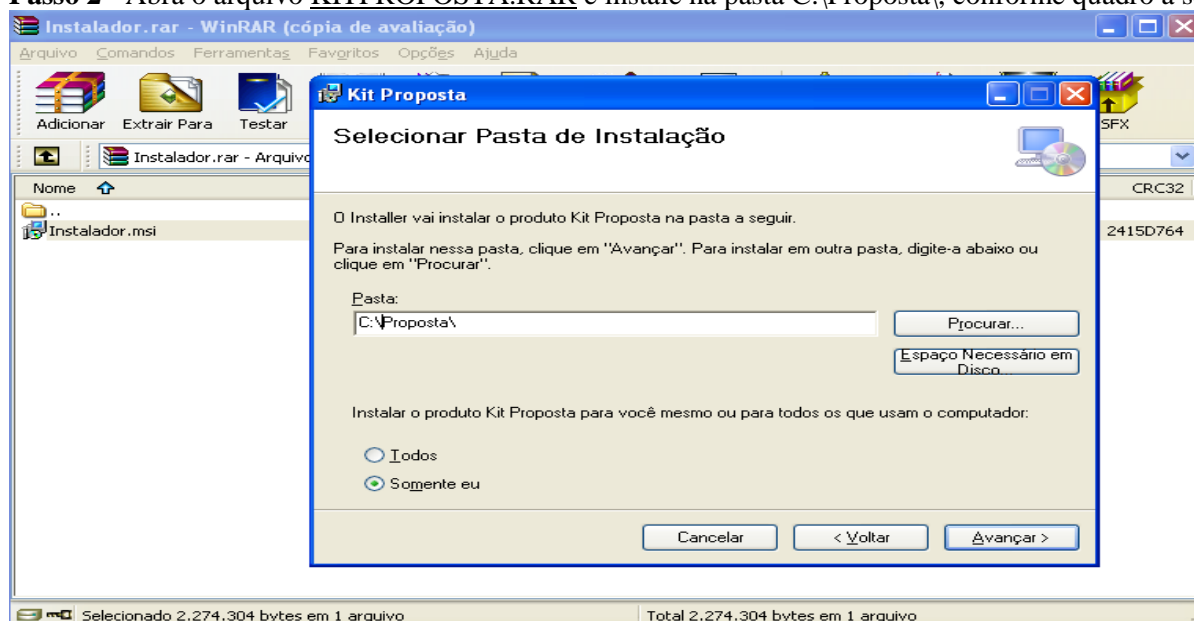 Passo 2 - Abra o arquivo KITPROPOSTA.RAR e instale na pasta C:\Proposta\, conforme quadro a s
Instalador.rar - WinRAR (cópia de avaliação)
Arquivo Comandos Ferramentas Favoritos Opções Ajuda
Adicionar Extrair Para Testar SFX
Instalador.rar - Arquivo
Nome CRC32
..
Instalador.msi 2415D764
Kit Proposta
Selecionar Pasta de Instalação
O Installer vai instalar o produto Kit Proposta na pasta a seguir.
Para instalar nessa pasta, clique em "Avançar". Para instalar em outra pasta, digite-a abaixo ou
clique em "Procurar".
Pasta:
C:\Proposta\
Procurar...
Espaço Necessário em
Disco...
Instalar o produto Kit Proposta para você mesmo ou para todos os que usam o computador:
Todos
Somente eu
Cancelar < Voltar Avançar >
Selecionado 2.274.304 bytes em 1 arquivo Total 2.274.304 bytes em 1 arquivo